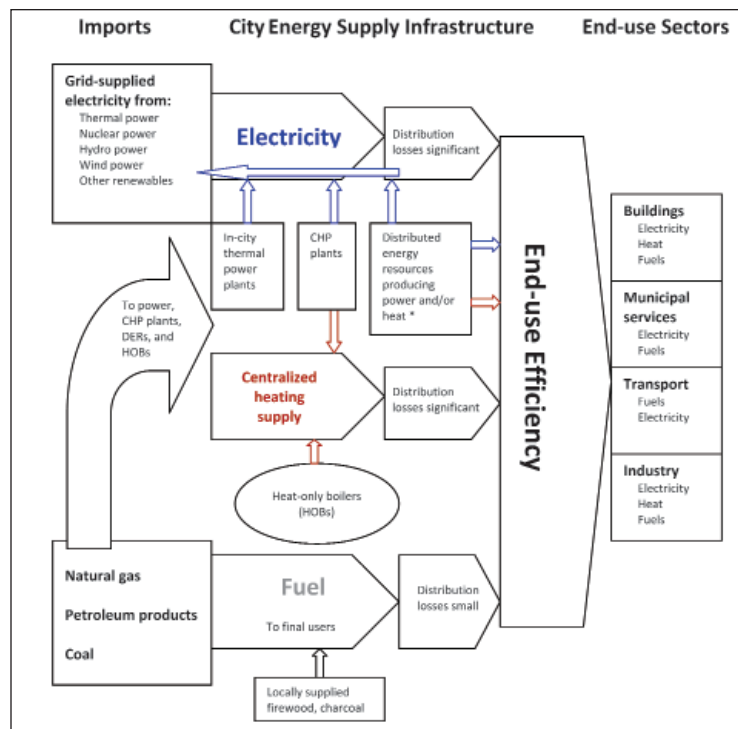 Imports
City Energy Supply Infrastructure
End-use Sectors
Grid-supplied
electricity from:
Thermal power
Nuclear power
Hydro power
Wind power
Other renewables
Electricity
Distribution
losses significant
In-city
thermal
power
plants
CHP
plants
Distributed
energy
resources
producing
power and/or
heat *
To power,
CHP plants,
DERs, and
HOBs
Centralized
heating
supply
Distribution
losses significant
Heat-only boilers
(HOBs)
Natural gas
Petroleum products
Coal
Fuel
To final users
Distribution
losses small
Locally supplied
firewood, charcoal
End-use Efficiency
Buildings
Electricity
Heat
Fuels
Municipal
services
Electricity
Fuels
Transport
Fuels
Electricity
Industry
Electricity
Heat
Fuels